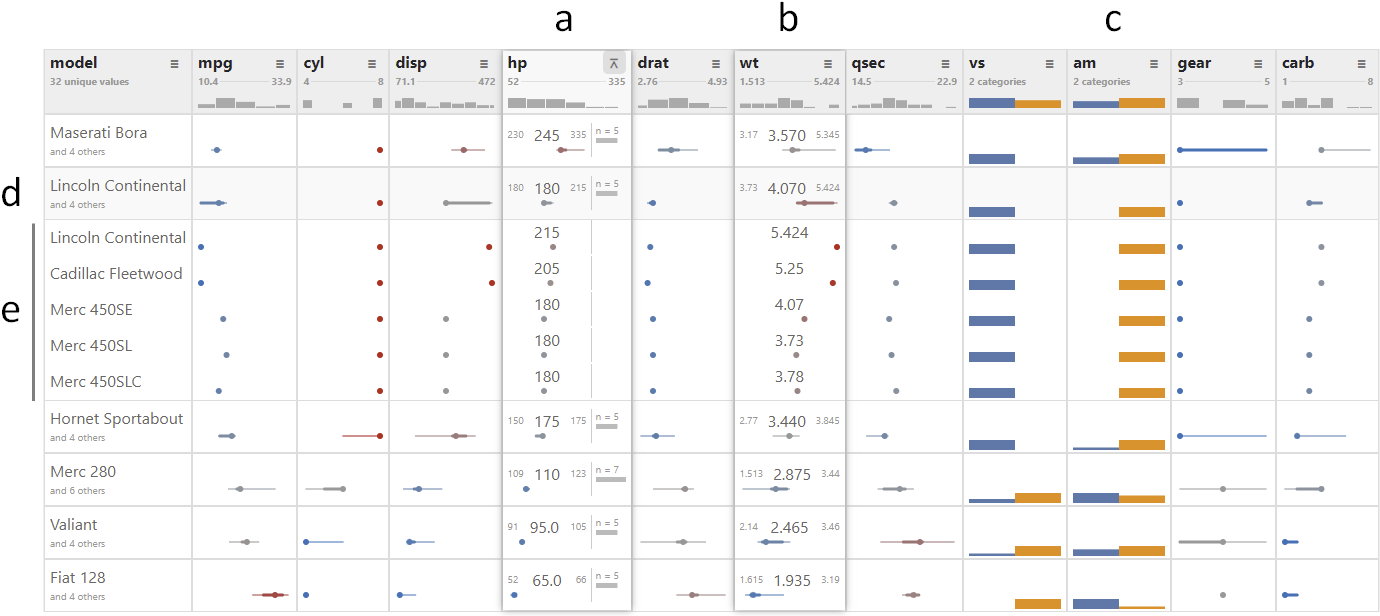 a b c
model ≡ mpg ≡ cyl ≡ disp ≡ hp drat ≡ wt ≡ qsec ≡ vs ≡ am ≡ gear ≡ carb ≡
32 unique values 10.4 33.9 4 8 71.1 472 52 335 2.76 4.93 1.513 5.424 14.5 22.9 2 categories 2 categories 3 5 1 8
Maserati Bora 230 245 335 n = 5 3.17 3.570 5.345
and 4 others
d Lincoln Continental 180 180 215 n = 5 3.73 4.070 5.424
and 4 others
Lincoln Continental 215 5.424
Cadillac Fleetwood 205 5.25
e Merc 450SE 180 4.07
Merc 450SL 180 3.73
Merc 450SLC 180 3.78
Hornet Sportabout 150 175 175 n = 5 2.77 3.440 3.845
and 4 others
Merc 280 109 110 123 n = 7 1.513 2.875 3.44
and 6 others
Valiant 91 95.0 105 n = 5 2.14 2.465 3.46
and 4 others
Fiat 128 52 65.0 66 n = 5 1.615 1.935 3.19
and 4 others